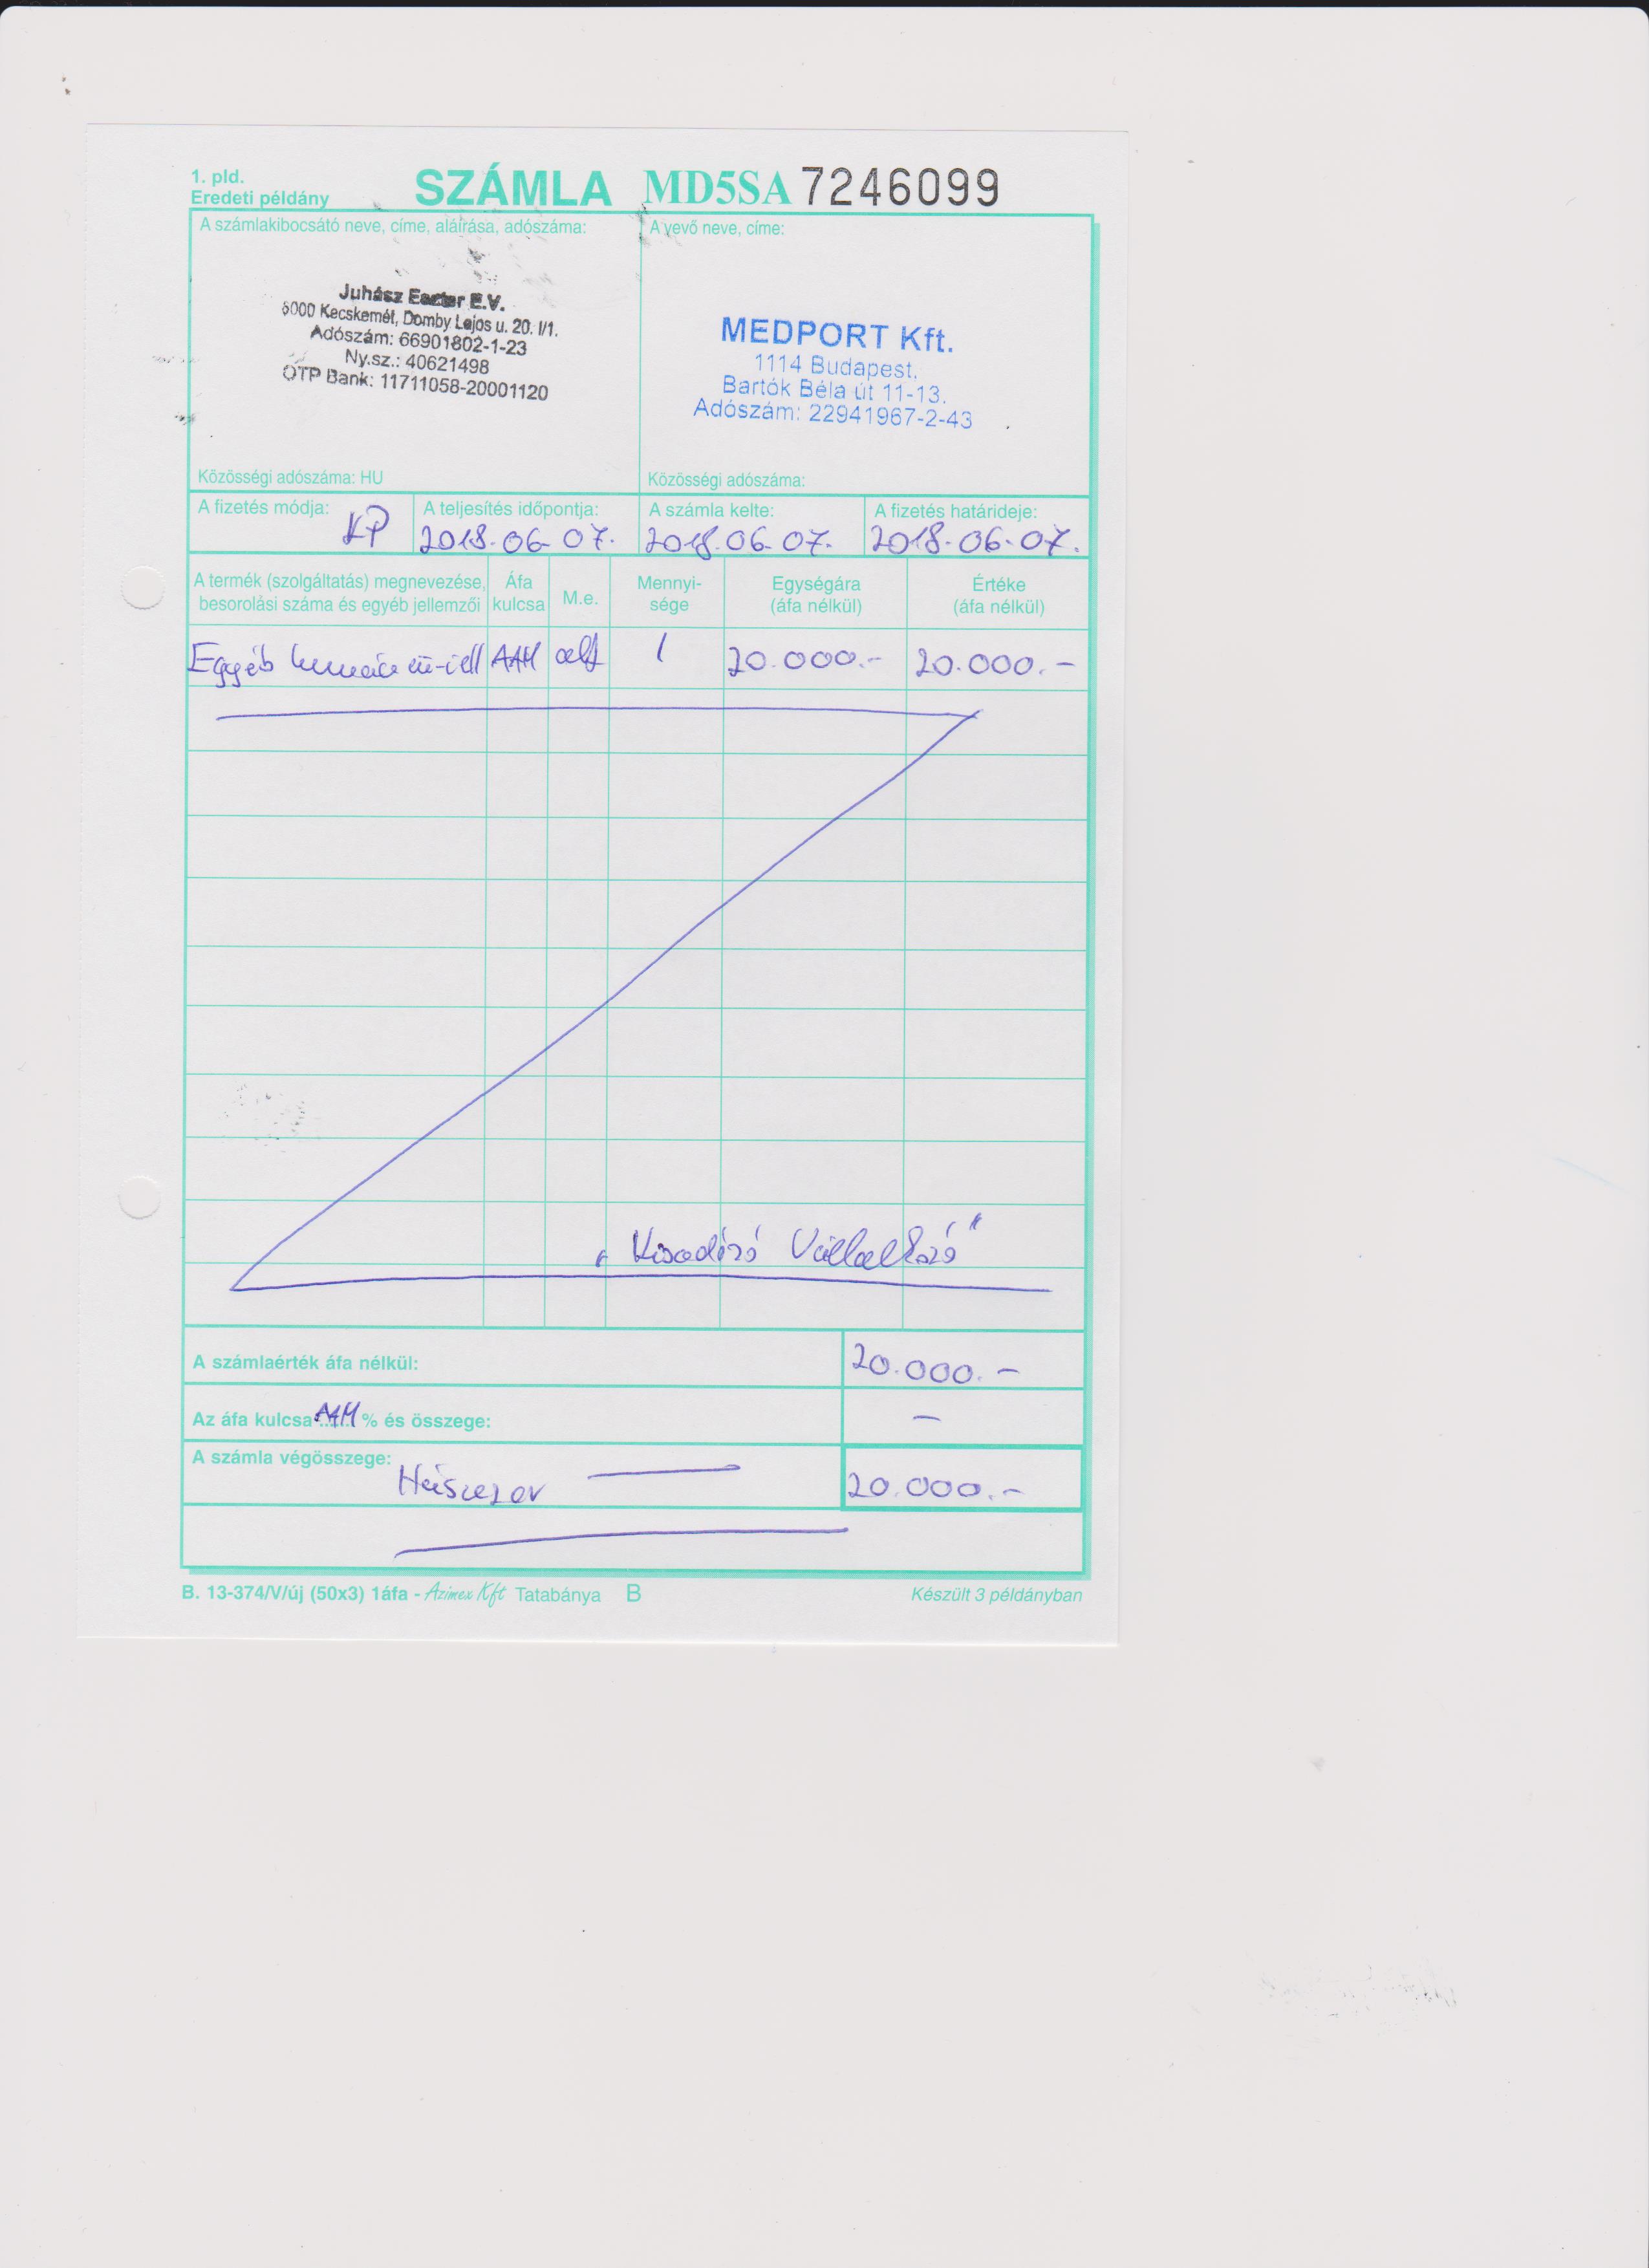 1. pld.
Eredeti példány
SZÁMLA MD5SA 7246099
A számlakibocsátó neve, címe, aláírása, adószáma:
Juhász Eszter E.V.
6000 Kecskemét, Domby Lajos u. 20. I/1.
Adószám: 66901802-1-23
Ny.sz.: 40621498
OTP Bank: 11711058-20001120
Közösségi adószáma: HU
A vevő neve, címe:
MEDPORT Kft.
1114 Budapest,
Bartók Béla út 11-13.
Adószám: 22941967-2-43
Közösségi adószáma:
A fizetés módja: KP
A teljesítés időpontja: 2018.06.07.
A számla kelte: 2018.06.07.
A fizetés határideje: 2018.06.07.
A termék (szolgáltatás) megnevezése, besorolási száma és egyéb jellemzői
Áfa kulcsa
M.e.
Mennyi-sége
Egységára (áfa nélkül)
Értéke (áfa nélkül)
Egyéb humán eü-i ell AAM 1 20.000.- 20.000.-
„Kisadózó Vállalkozó"
A számlaérték áfa nélkül: 20.000.-
Az áfa kulcsa AAM % és összege: -
A számla végösszege: Húszezer 20.000.-
B. 13-374/V/új (50x3) 1áfa - Azimex Kft Tatabánya B
Készült 3 példányban